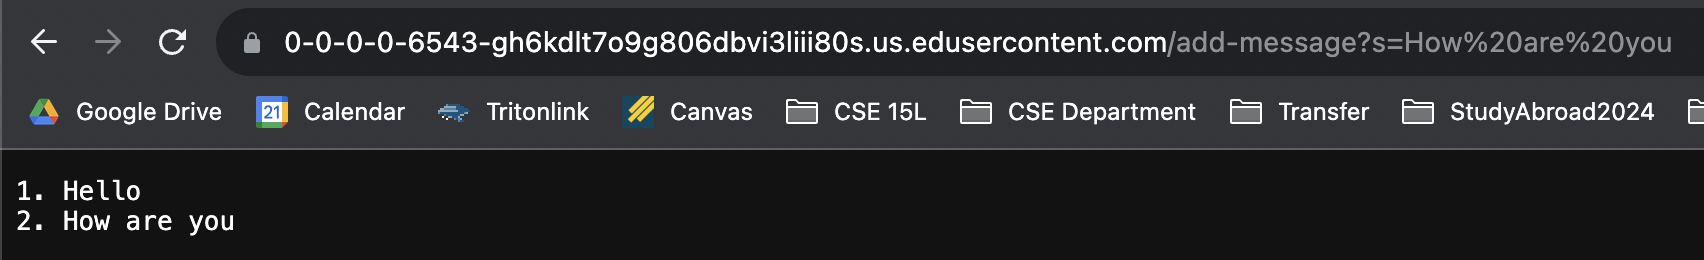 0-0-0-0-6543-gh6kdlt7o9g806dbvi3liii80s.us.edusercontent.com/add-message?s=How%20are%20you
Google Drive 21 Calendar Tritonlink Canvas CSE 15L CSE Department Transfer StudyAbroad2024
1. Hello
2. How are you